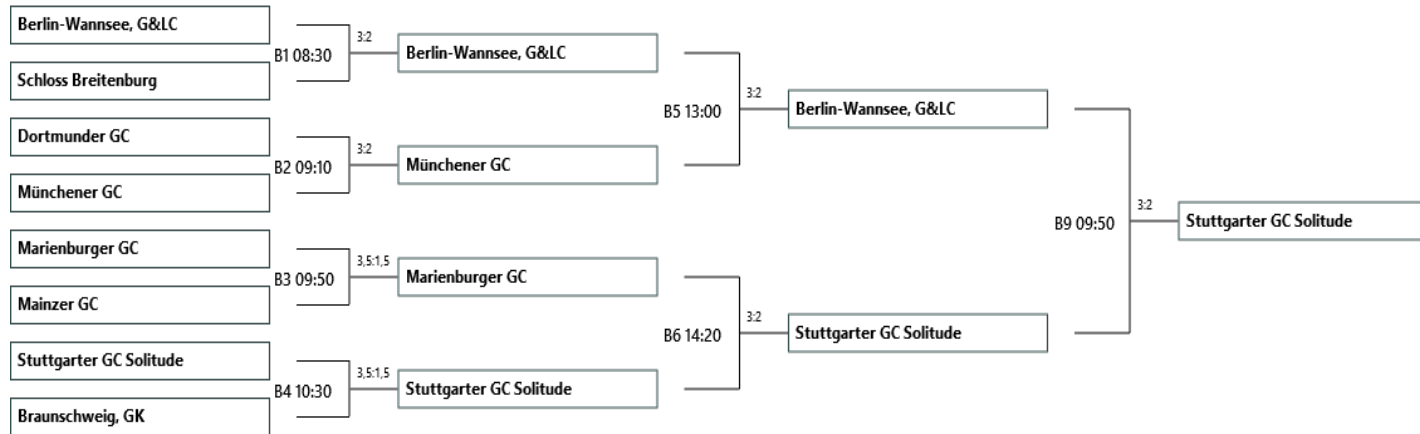 Berlin-Wannsee, G&LC
B1 08:30
3:2
Berlin-Wannsee, G&LC
Schloss Breitenburg
B5 13:00
3:2
Berlin-Wannsee, G&LC
Dortmunder GC
B2 09:10
3:2
Münchener GC
Münchener GC
B9 09:50
3:2
Stuttgarter GC Solitude
Marienburger GC
B3 09:50
3,5:1,5
Marienburger GC
Mainzer GC
B6 14:20
3:2
Stuttgarter GC Solitude
Stuttgarter GC Solitude
B4 10:30
3,5:1,5
Stuttgarter GC Solitude
Braunschweig, GK